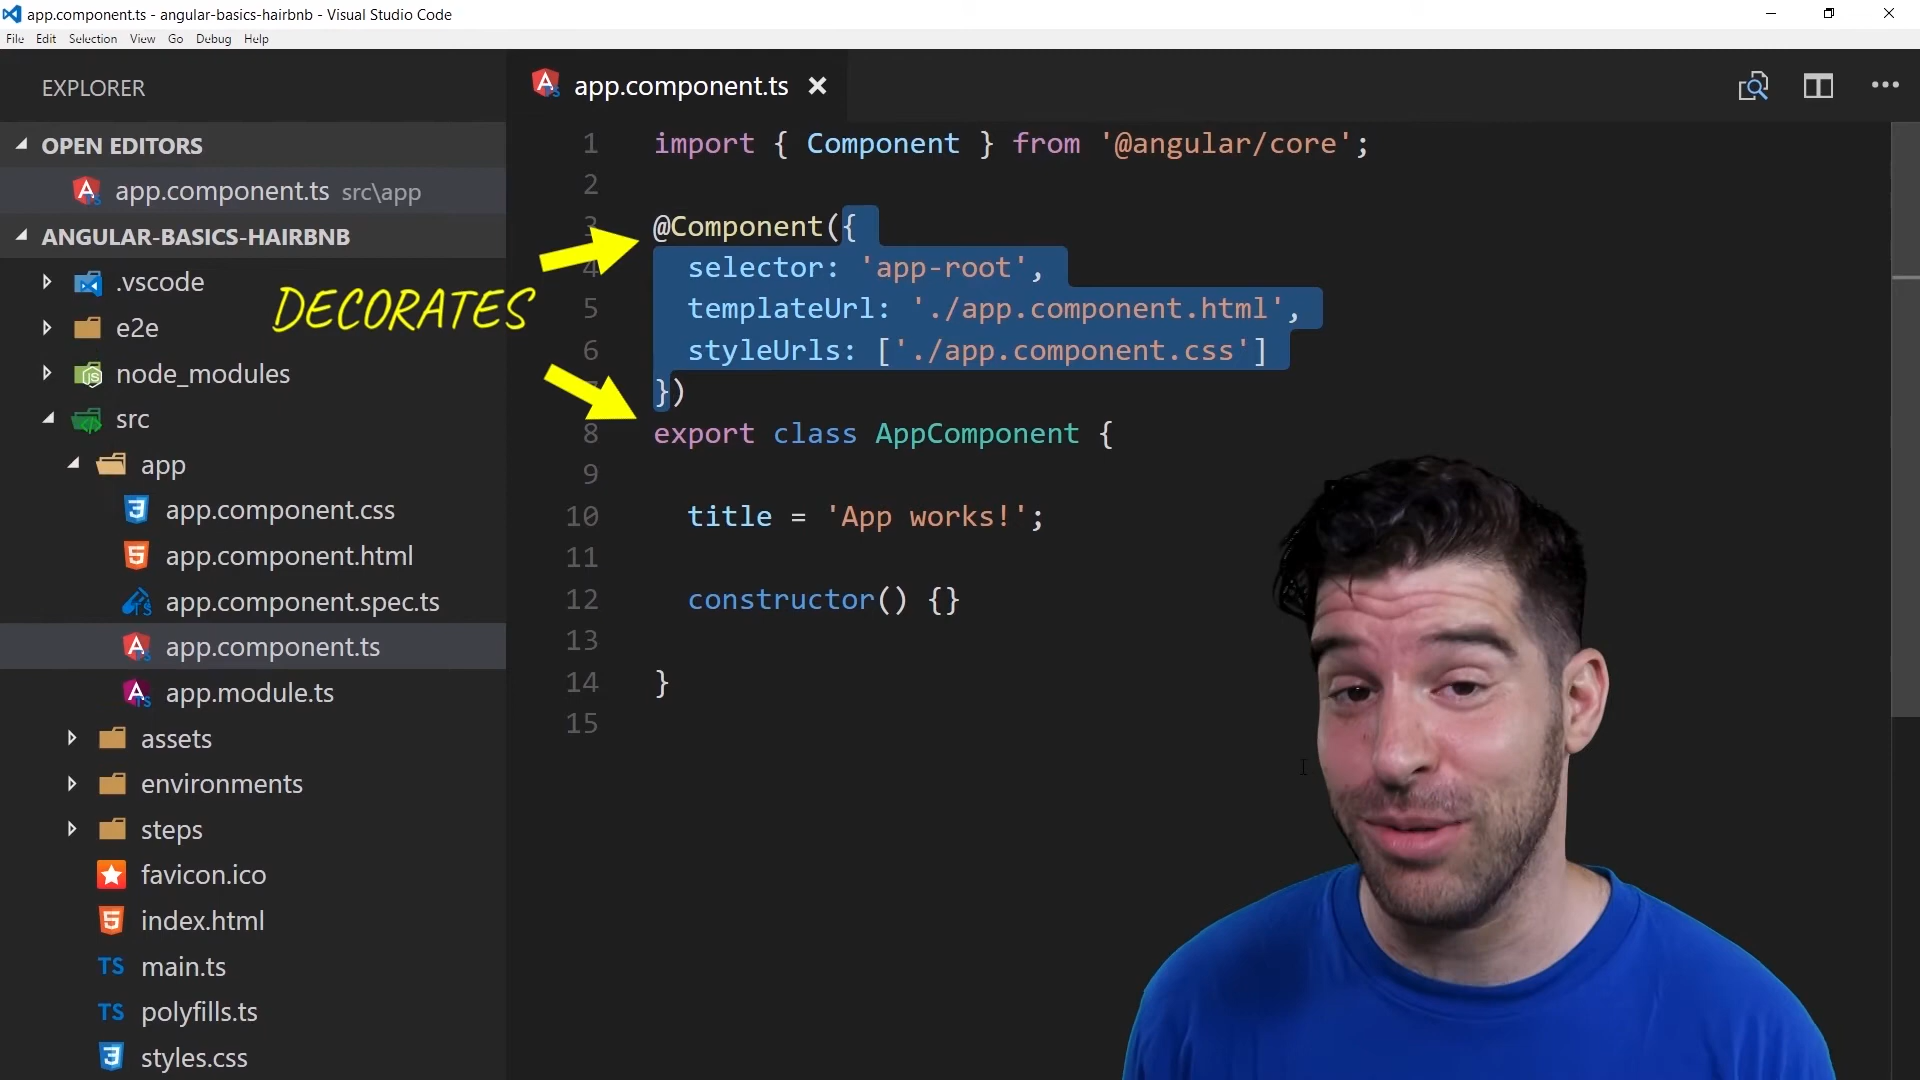 app.component.ts - angular-basics-hairbnb - Visual Studio Code
File Edit Selection View Go Debug Help
EXPLORER
OPEN EDITORS
app.component.ts src\app
ANGULAR-BASICS-HAIRBNB
.vscode
e2e
node_modules
src
app
app.component.css
app.component.html
app.component.spec.ts
app.component.ts
app.module.ts
assets
environments
steps
favicon.ico
index.html
TS main.ts
TS polyfills.ts
styles.css
DECORATES
app.component.ts
1 import { Component } from '@angular/core';
2
3 @Component({
4 selector: 'app-root',
5 templateUrl: './app.component.html',
6 styleUrls: ['./app.component.css']
})
8 export class AppComponent {
9
10 title = 'App works!';
11
12 constructor() {}
13
14 }
15